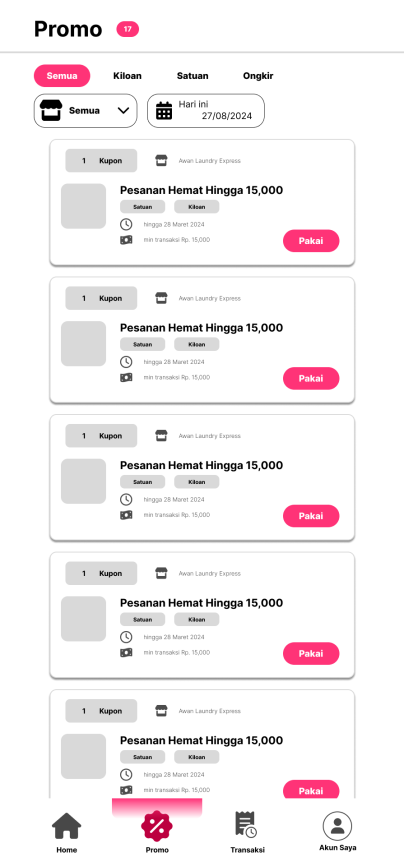 Promo 17
Semua Kiloan Satuan Ongkir
Semua
Hari ini
27/08/2024
1 Kupon Awan Laundry Express
Pesanan Hemat Hingga 15,000
Satuan Kiloan
hingga 28 Maret 2024
min transaksi Rp. 15,000
Pakai
1 Kupon Awan Laundry Express
Pesanan Hemat Hingga 15,000
Satuan Kiloan
hingga 28 Maret 2024
min transaksi Rp. 15,000
Pakai
1 Kupon Awan Laundry Express
Pesanan Hemat Hingga 15,000
Satuan Kiloan
hingga 28 Maret 2024
min transaksi Rp. 15,000
Pakai
1 Kupon Awan Laundry Express
Pesanan Hemat Hingga 15,000
Satuan Kiloan
hingga 28 Maret 2024
min transaksi Rp. 15,000
Pakai
1 Kupon Awan Laundry Express
Pesanan Hemat Hingga 15,000
Satuan Kiloan
hingga 28 Maret 2024
min transaksi Rp. 15,000
Pakai
Home Promo Transaksi Akun Saya